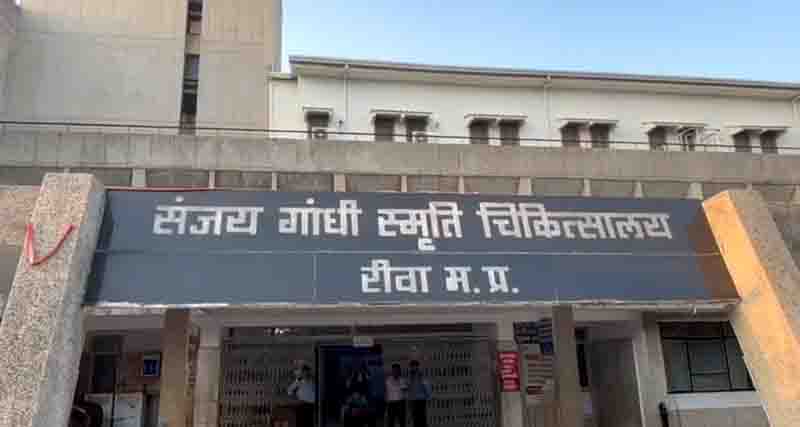 संजय गांधी स्मृति चिकित्सालय
रीवा म.प्र.